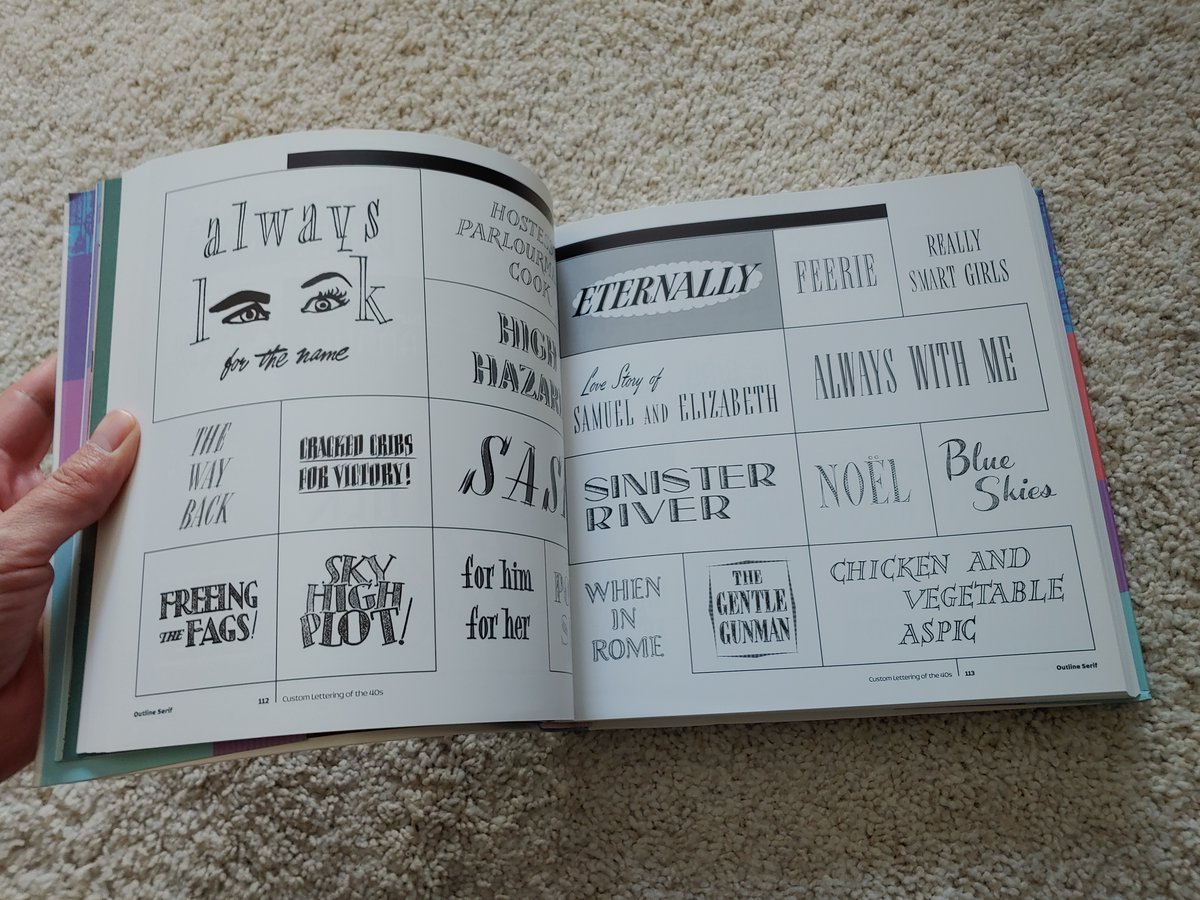 always
l k
for the name
HOSTESS
PARLOURM
COOK
HIGH
HAZAR
THE
WAY
BACK
CRACKED CRIBS
FOR VICTORY!
SAS
FREEING
THE FAGS!
SKY
HIGH
PLOT!
for him
for her
Outline Serif
112
Custom Lettering of the 40s
ETERNALLY
FEERIE
REALLY
SMART GIRLS
Love Story of
SAMUEL AND ELIZABETH
ALWAYS WITH ME
SINISTER
RIVER
NOËL
Blue
Skies
WHEN
IN
ROME
THE
GENTLE
GUNMAN
CHICKEN AND
VEGETABLE
ASPIC
Custom Lettering of the 40s
113
Outline Serif